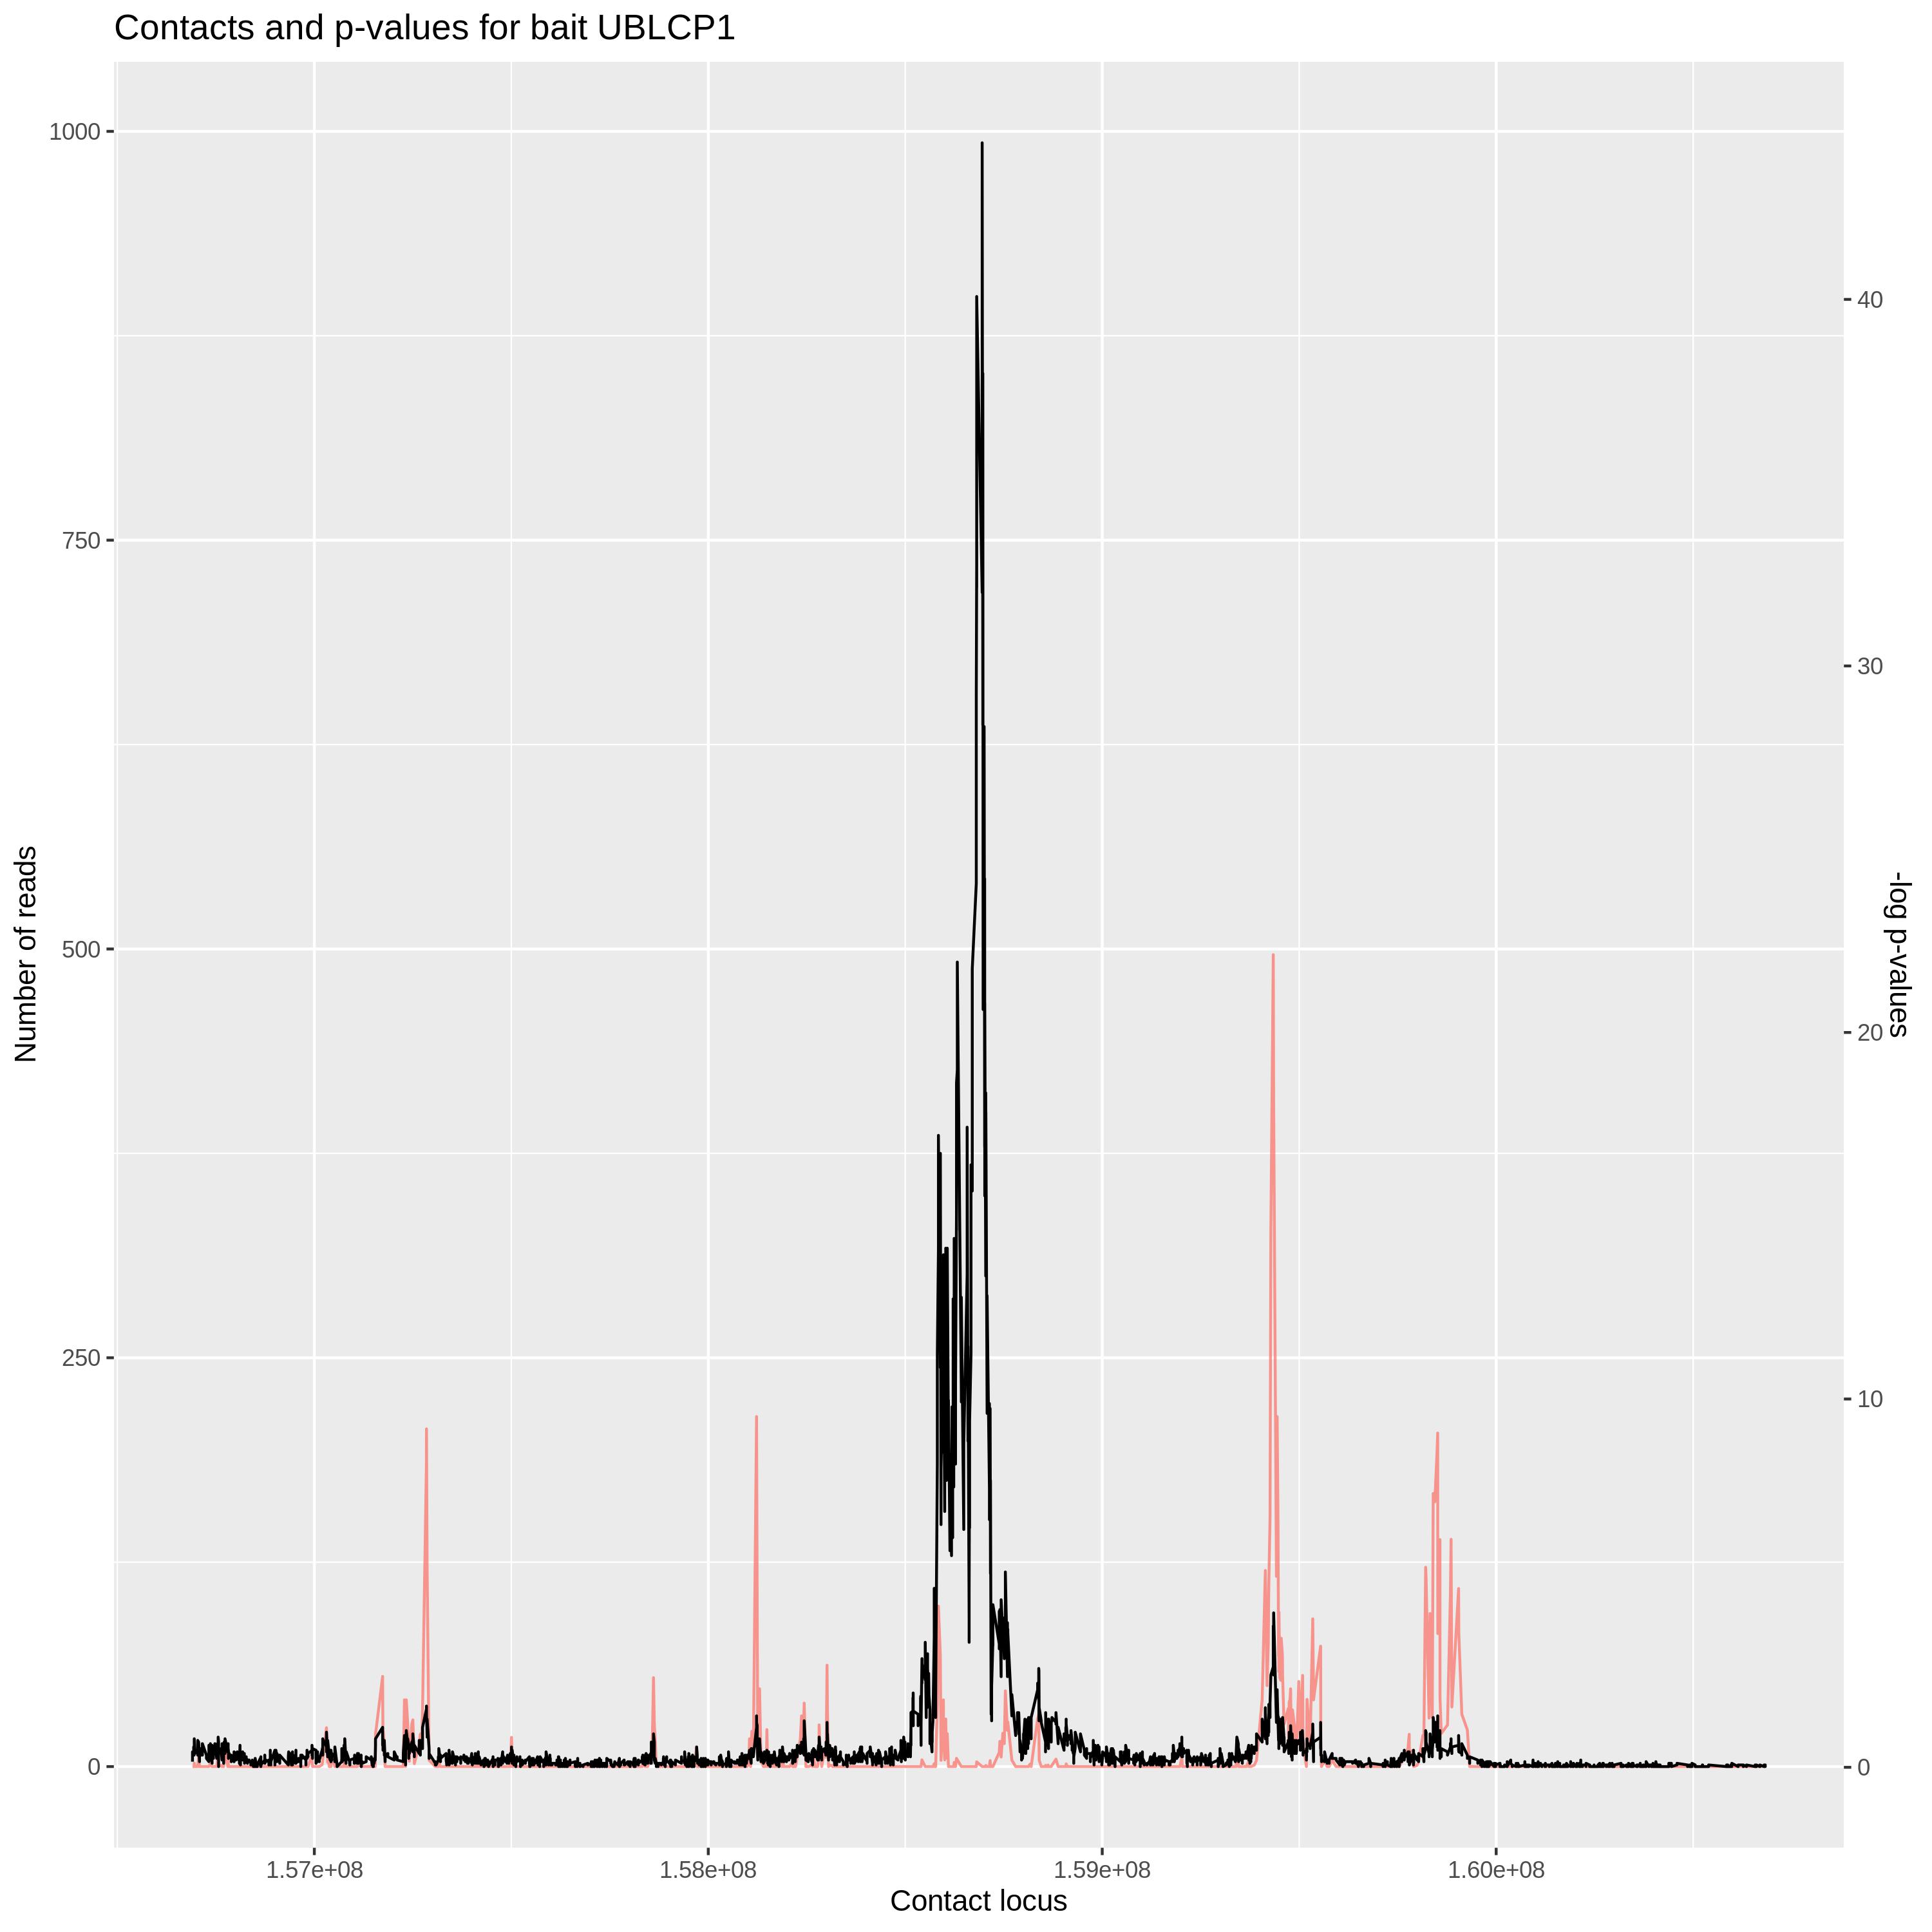 Contacts and p-values for bait UBLCP1
1000
750
500
250
0
Number of reads
40
30
20
10
0
-log p-values
1.57e+08
1.58e+08
1.59e+08
1.60e+08
Contact locus